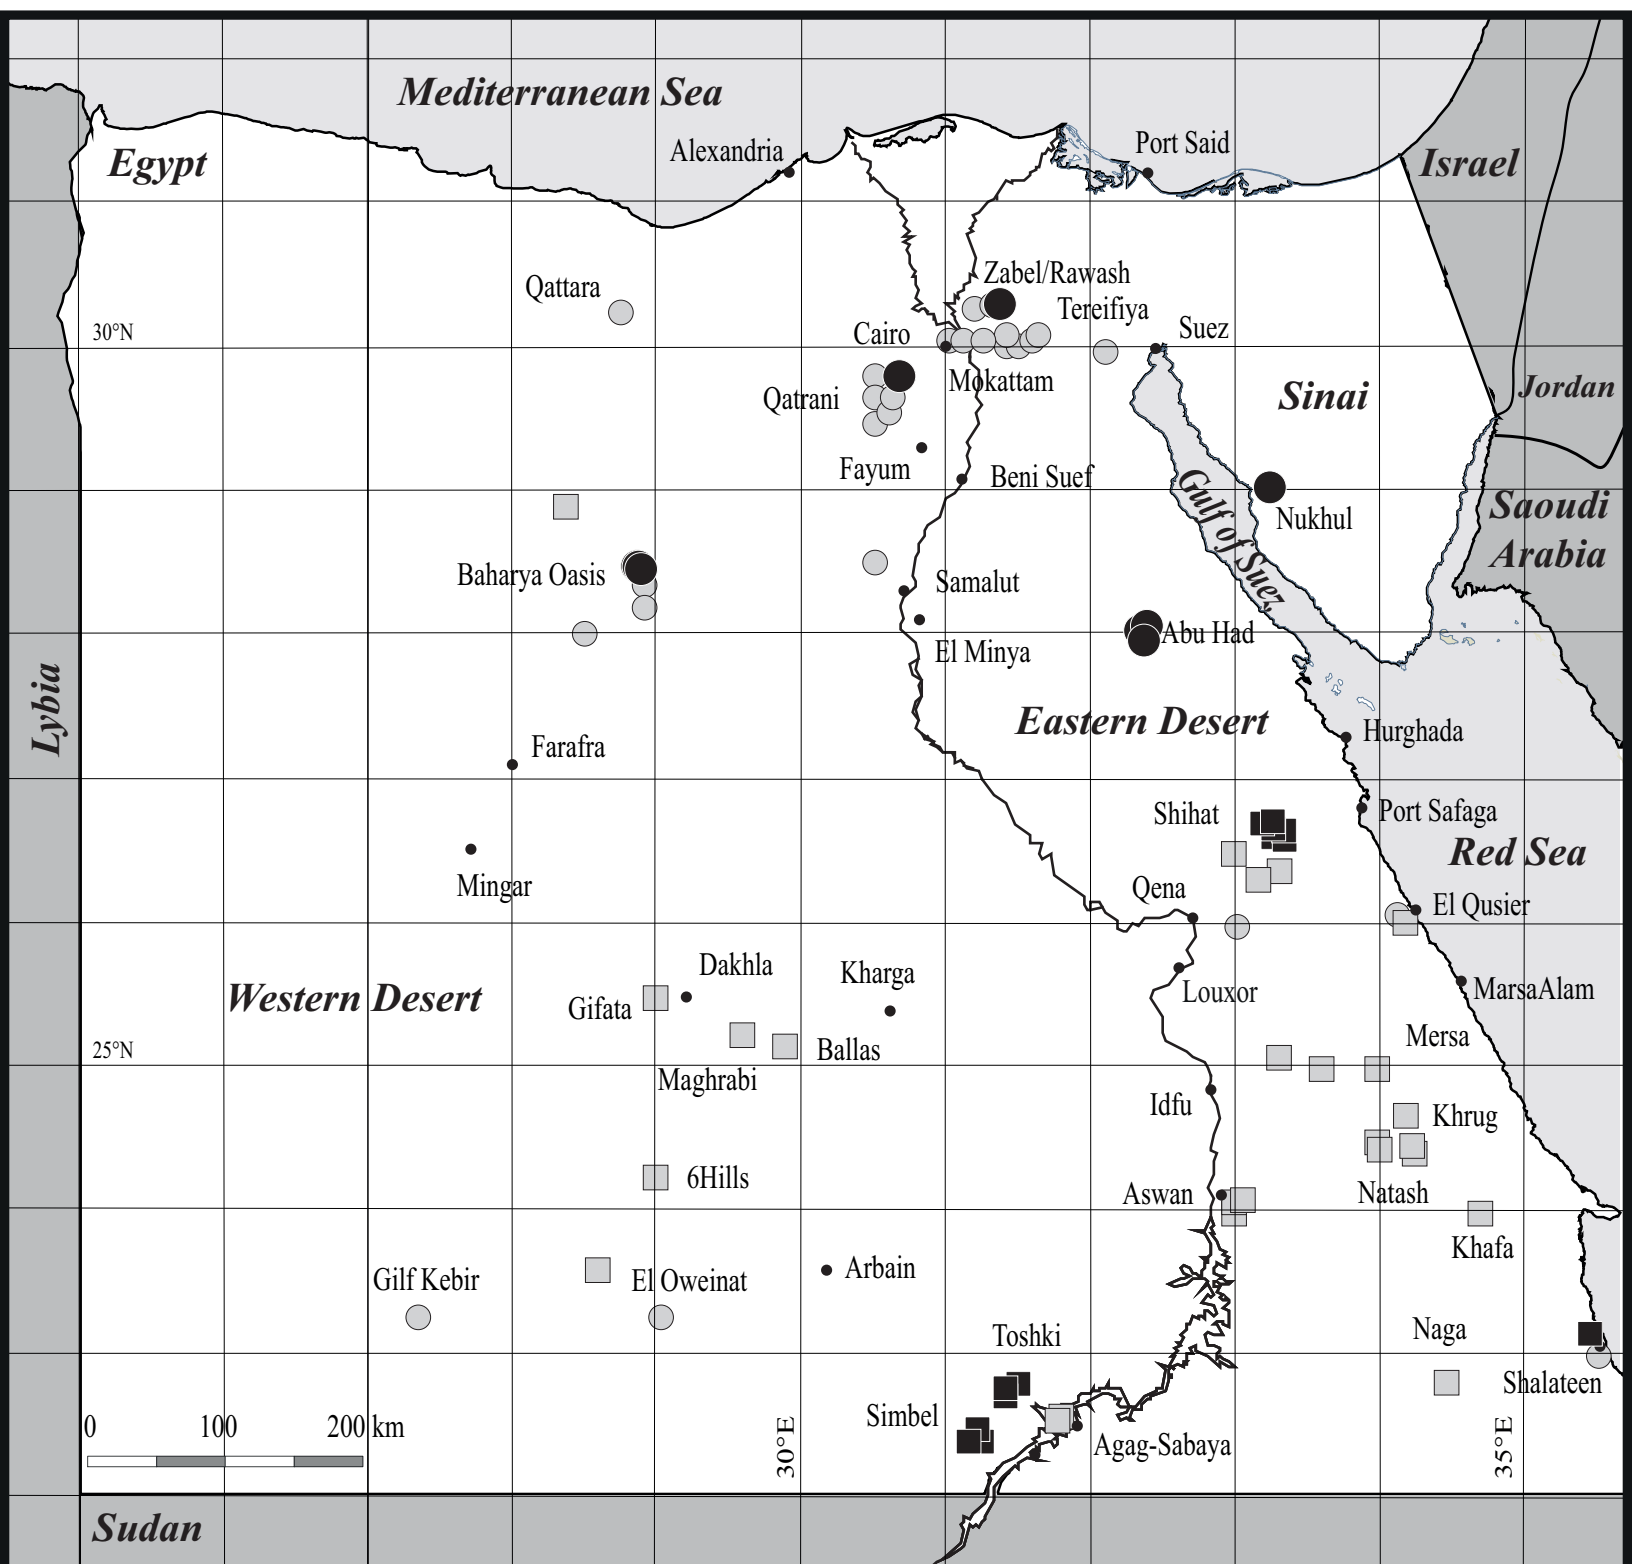 Mediterranean Sea
Port Said
Alexandria
Egypt
Israel
Zabel/Rawash
Qattara
Tereifiya
30°N
Cairo
Suez
Mokattam
Jordan
Qatrani
Sinai
Fayum
Beni Suef
Gulf of Suez
Nukhul
Saoudi
Arabia
Baharya Oasis
Samalut
Abu Had
El Minya
Lybia
Eastern Desert
Hurghada
Farafra
Shihat
Port Safaga
Red Sea
Mingar
Qena
El Qusier
Dakhla
Kharga
Western Desert
Gifata
Louxor
MarsaAlam
25°N
Ballas
Mersa
Maghrabi
Idfu
Khrug
6Hills
Aswan
Natash
Khafa
Gilf Kebir
El Oweinat
Arbain
Toshki
Naga
Shalateen
Simbel
0 100 200 km
30°E
Agag-Sabaya
35°E
Sudan